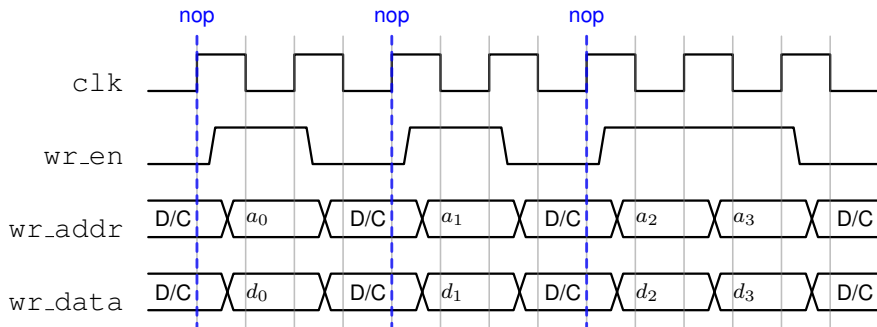 nop nop nop
clk
wr_en
wr_addr D/C a0 D/C a1 D/C a2 a3 D/C
wr_data D/C d0 D/C d1 D/C d2 d3 D/C